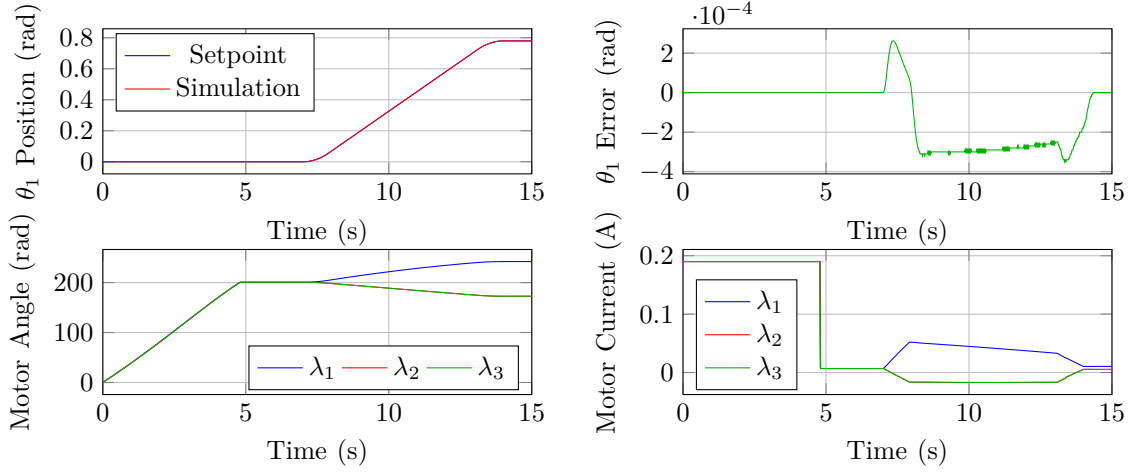 θ₁ Position (rad)
0.8
0.6
0.4
0.2
0
Setpoint
Simulation
0 5 10 15
Time (s)
·10⁻⁴
θ₁ Error (rad)
2
0
−2
−4
0 5 10 15
Time (s)
Motor Angle (rad)
200
100
0
λ₁ λ₂ λ₃
0 5 10 15
Time (s)
Motor Current (A)
0.2
0.1
0
λ₁
λ₂
λ₃
0 5 10 15
Time (s)